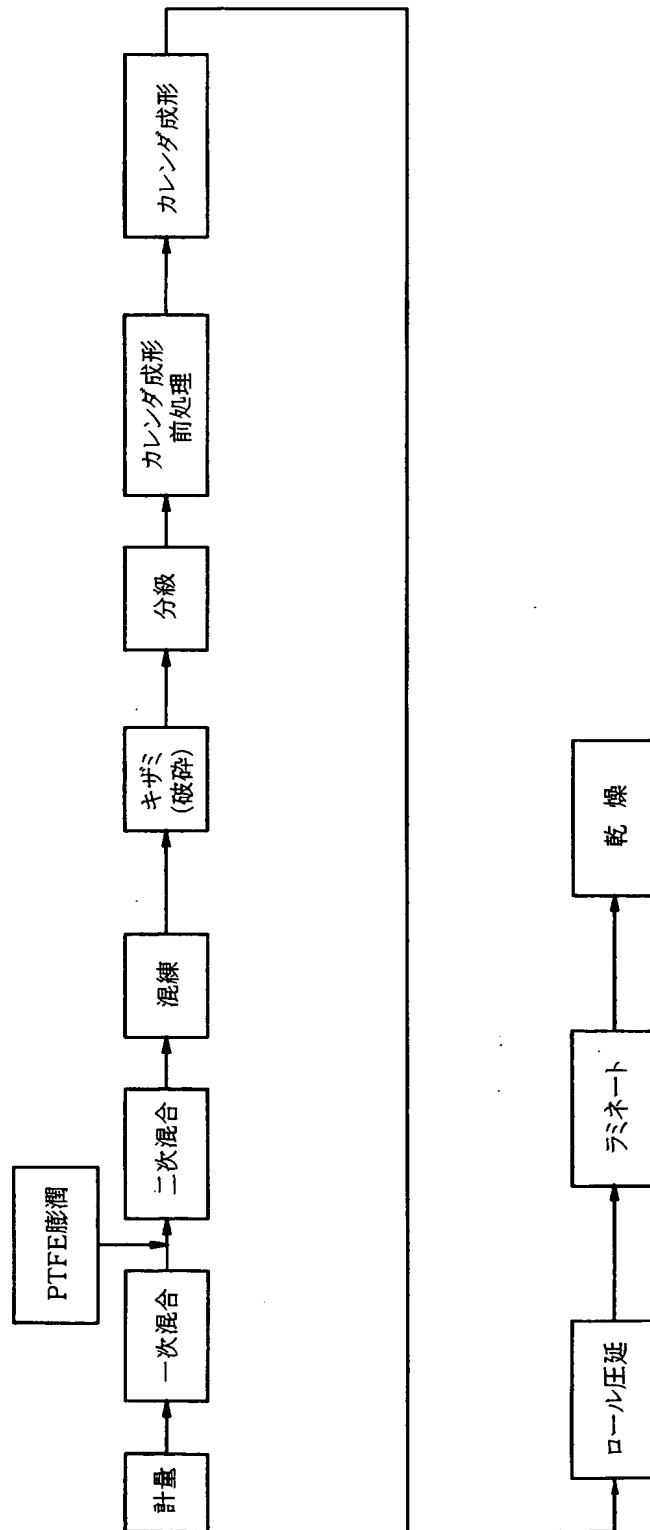 計量
一次混合
PTFE膨潤
二次混合
混練
キザミ
(破砕)
分級
カレンダ成形
前処理
カレンダ成形
ロール圧延
ラミネート
乾 燥